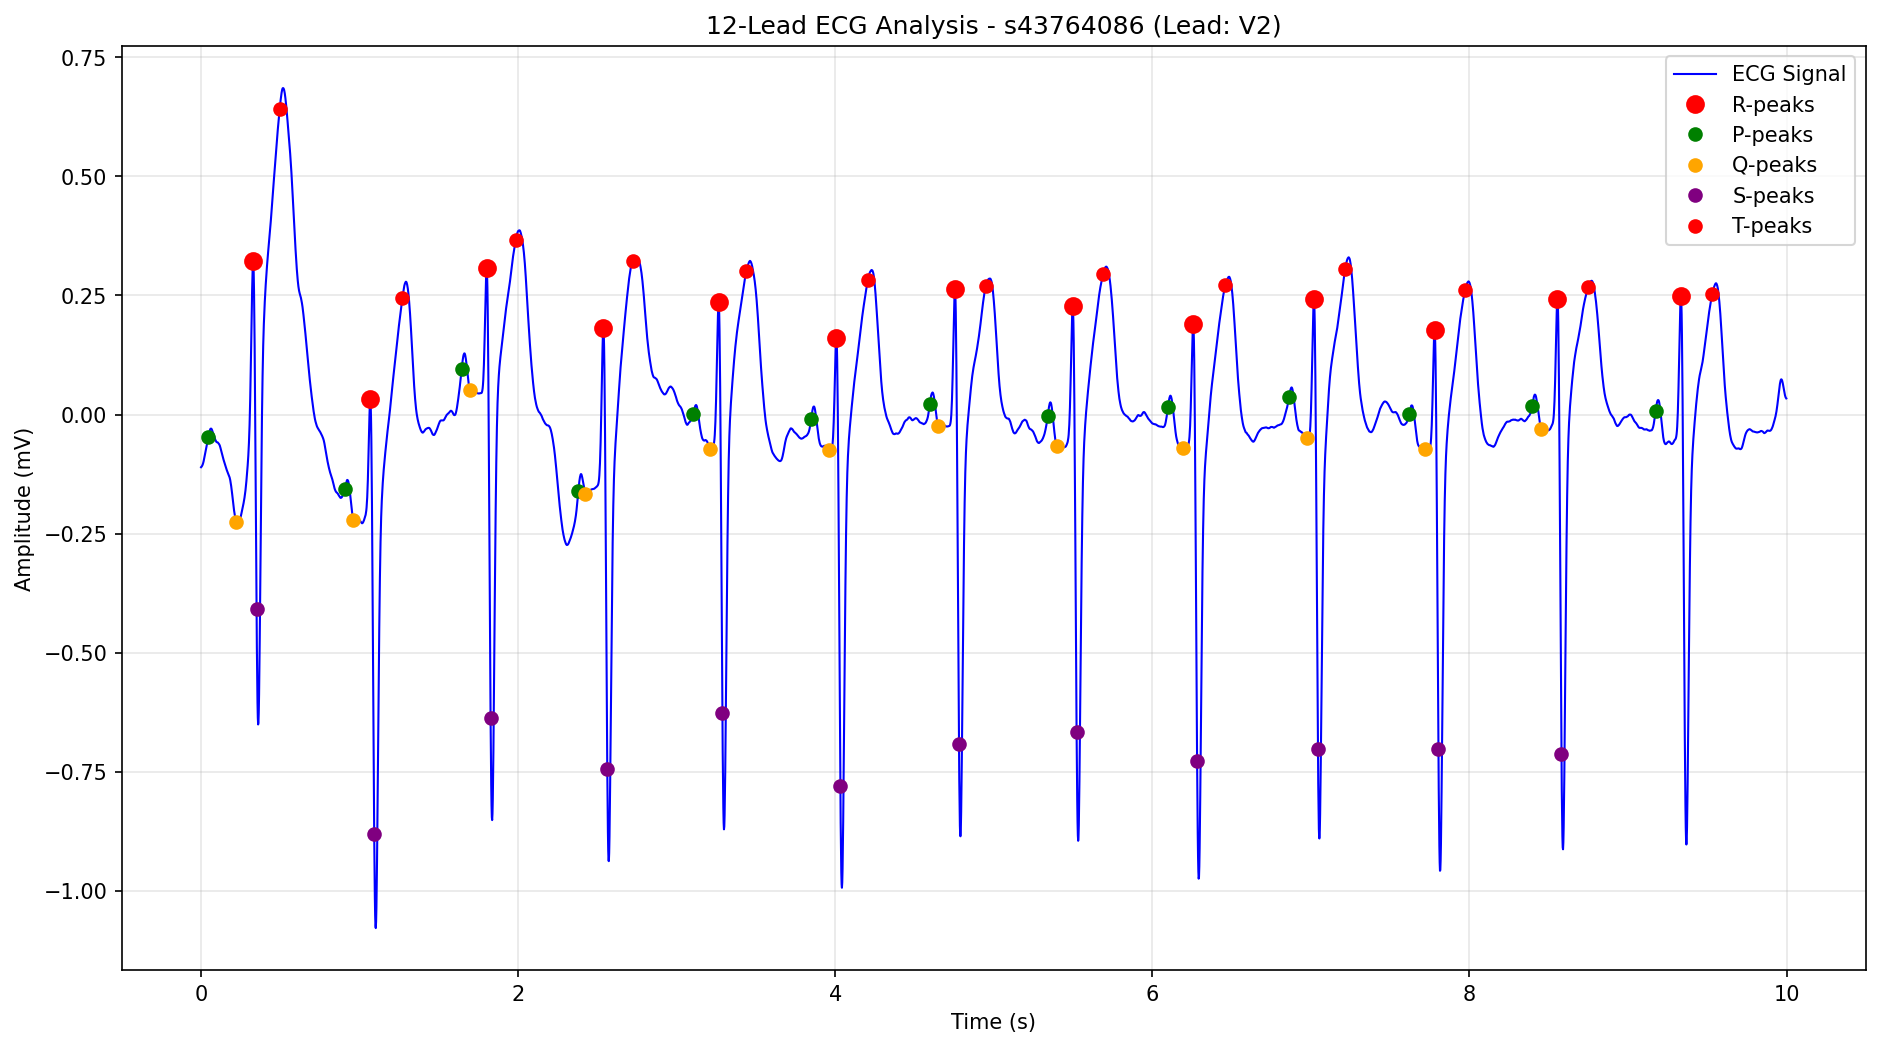 12-Lead ECG Analysis - s43764086 (Lead: V2)
ECG Signal
R-peaks
P-peaks
Q-peaks
S-peaks
T-peaks
Amplitude (mV)
0.75
0.50
0.25
0.00
−0.25
−0.50
−0.75
−1.00
0 2 4 6 8 10
Time (s)